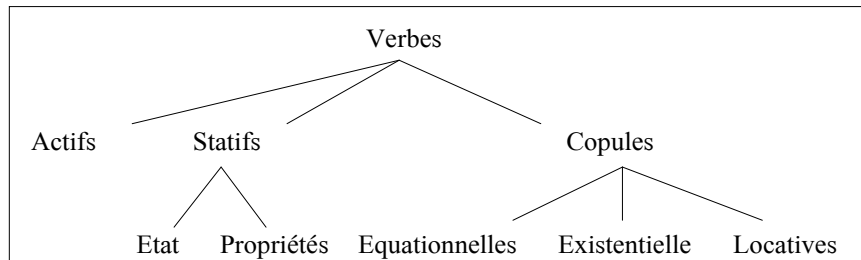 Verbes
Actifs Statifs Copules
Etat Propriétés Equationnelles Existentielle Locatives